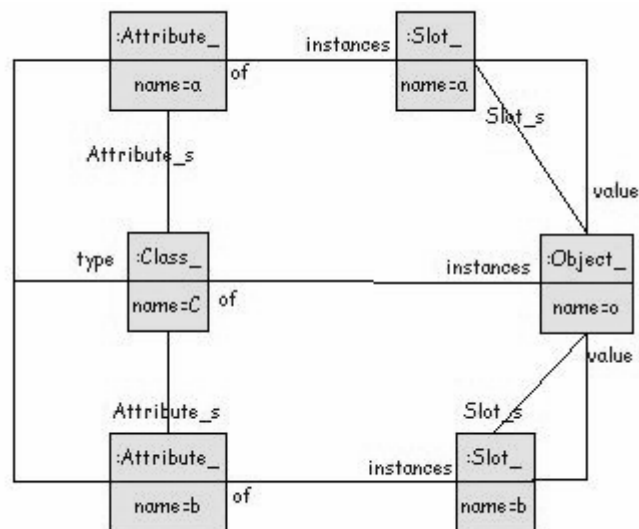 :Attribute_
name=a
of
instances
:Slot_
name=a
Slot_s
Attribute_s
value
type
:Class_
name=C
of
instances
:Object_
name=o
value
Attribute_s
Slot_s
:Attribute_
name=b
of
instances
:Slot_
name=b